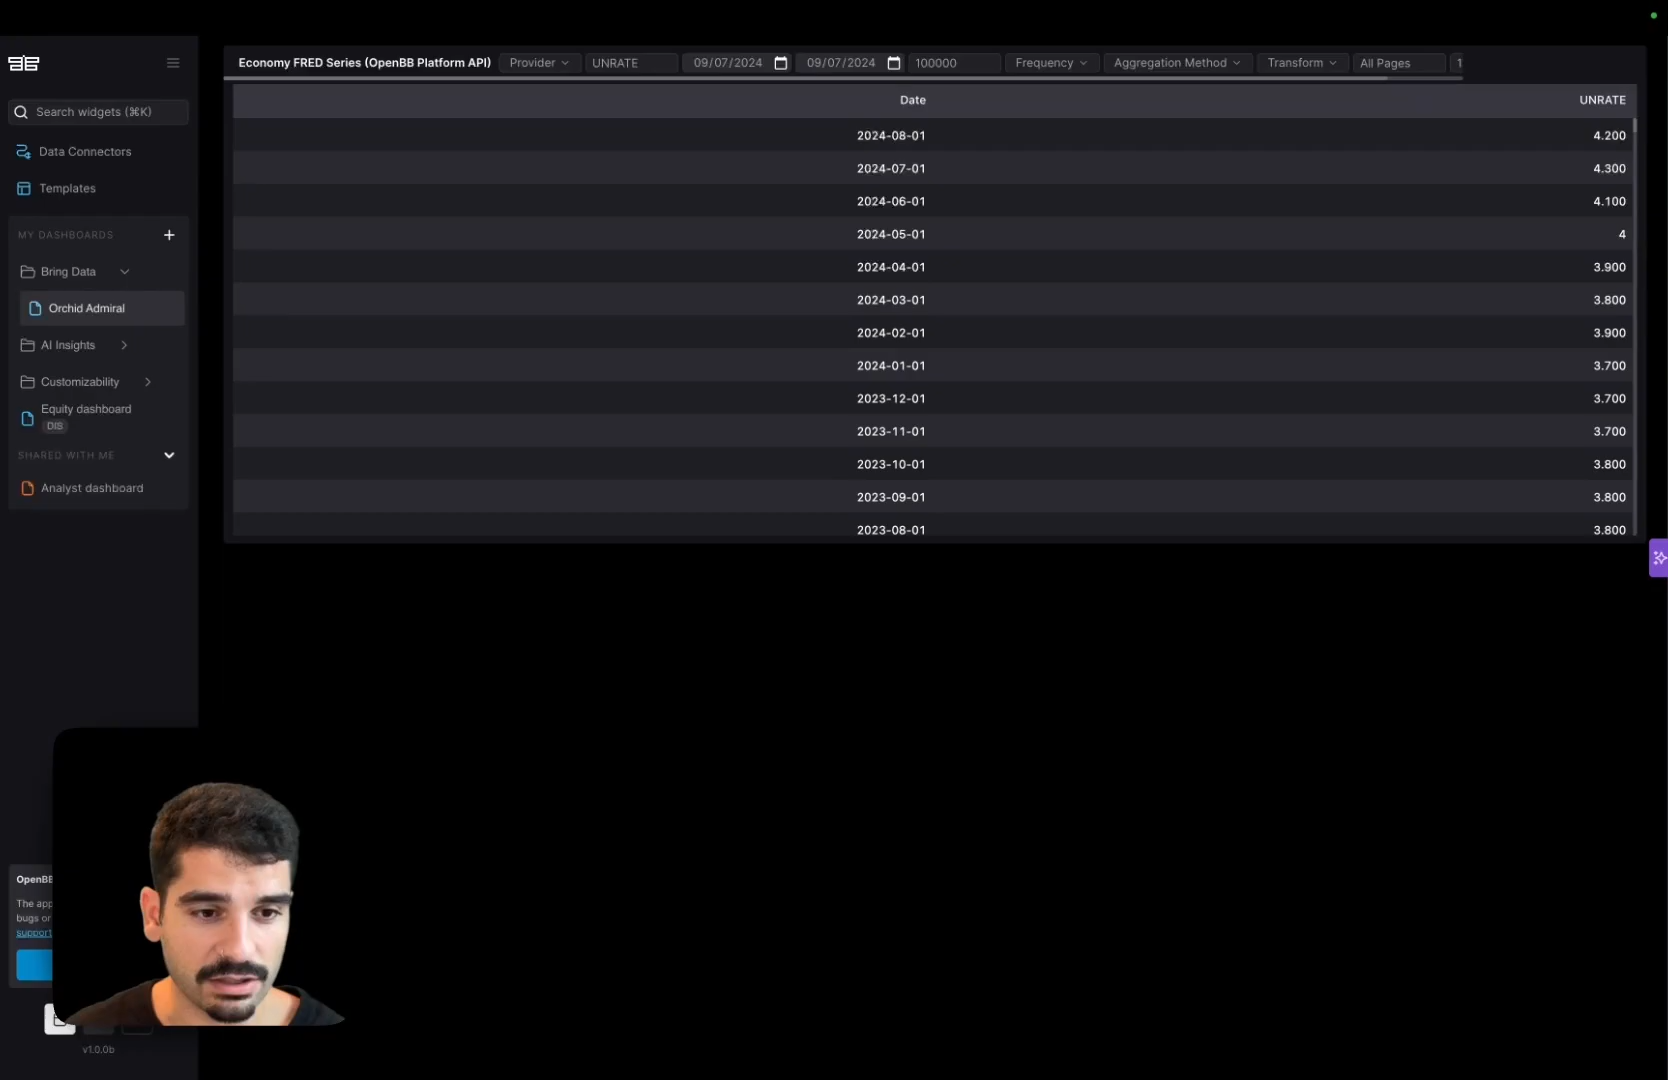 Economy FRED Series (OpenBB Platform API) Provider UNRATE 09/07/2024 09/07/2024 100000 Frequency Aggregation Method Transform All Pages 1
Search widgets (⌘K)
Data Connectors
Templates
MY DASHBOARDS
Bring Data
Orchid Admiral
AI Insights
Customizability
Equity dashboard
DIS
SHARED WITH ME
Analyst dashboard
Date UNRATE
2024-08-01 4.200
2024-07-01 4.300
2024-06-01 4.100
2024-05-01 4
2024-04-01 3.900
2024-03-01 3.800
2024-02-01 3.900
2024-01-01 3.700
2023-12-01 3.700
2023-11-01 3.700
2023-10-01 3.800
2023-09-01 3.800
2023-08-01 3.800
OpenBB
The app
bugs or
support
v1.0.0b